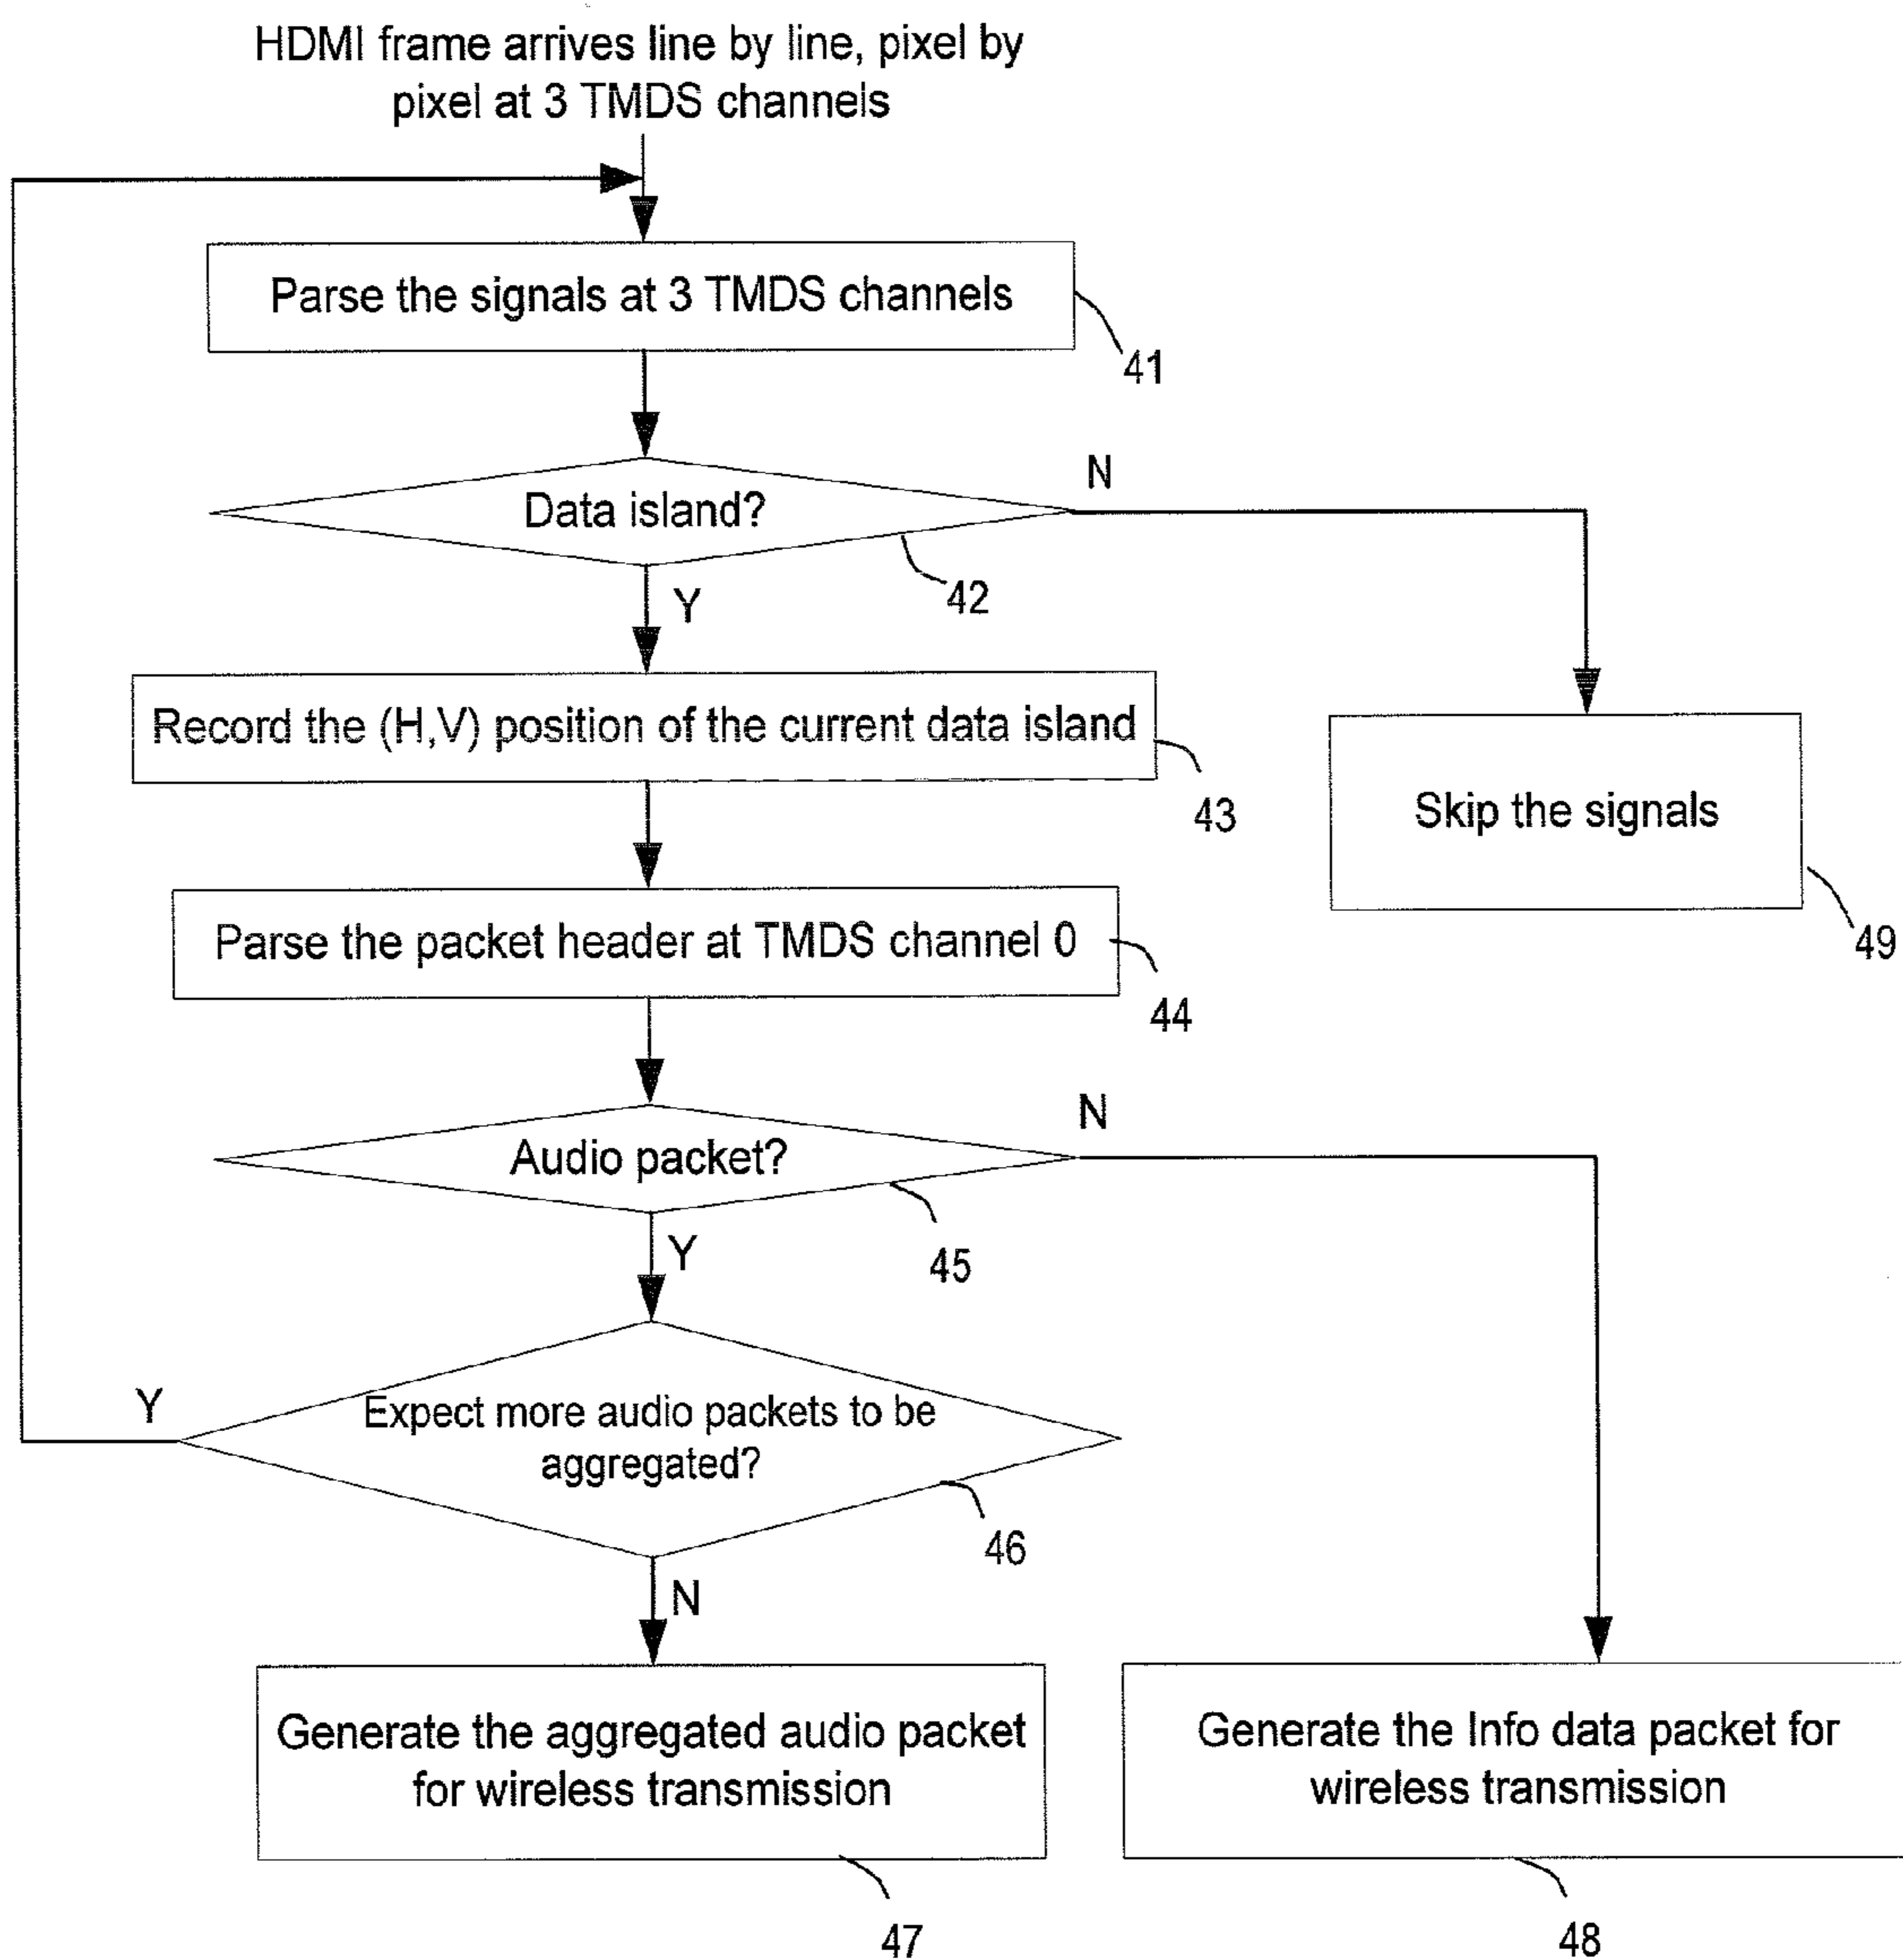 HDMI frame arrives line by line, pixel by
pixel at 3 TMDS channels
Parse the signals at 3 TMDS channels
41
Data island?
N
42
Y
Record the (H,V) position of the current data island
43
Skip the signals
49
Parse the packet header at TMDS channel 0
44
Audio packet?
N
45
Y
Y
Expect more audio packets to be
aggregated?
46
N
Generate the aggregated audio packet
for wireless transmission
47
Generate the Info data packet for
wireless transmission
48